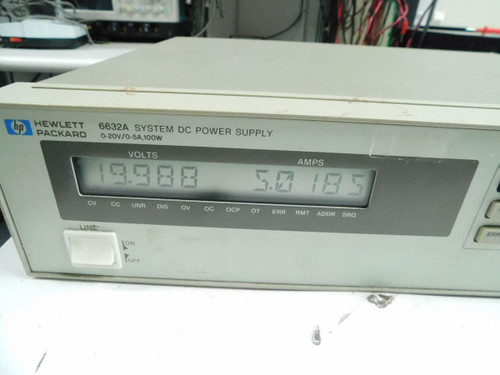 hp HEWLETT PACKARD
6632A SYSTEM DC POWER SUPPLY
0-20V/0-5A,100W
VOLTS AMPS
19.988 5.0185
CV CC UNR DIS OV OC OCP OT ERR RMT ADDR SRQ
LINE
ON
OFF